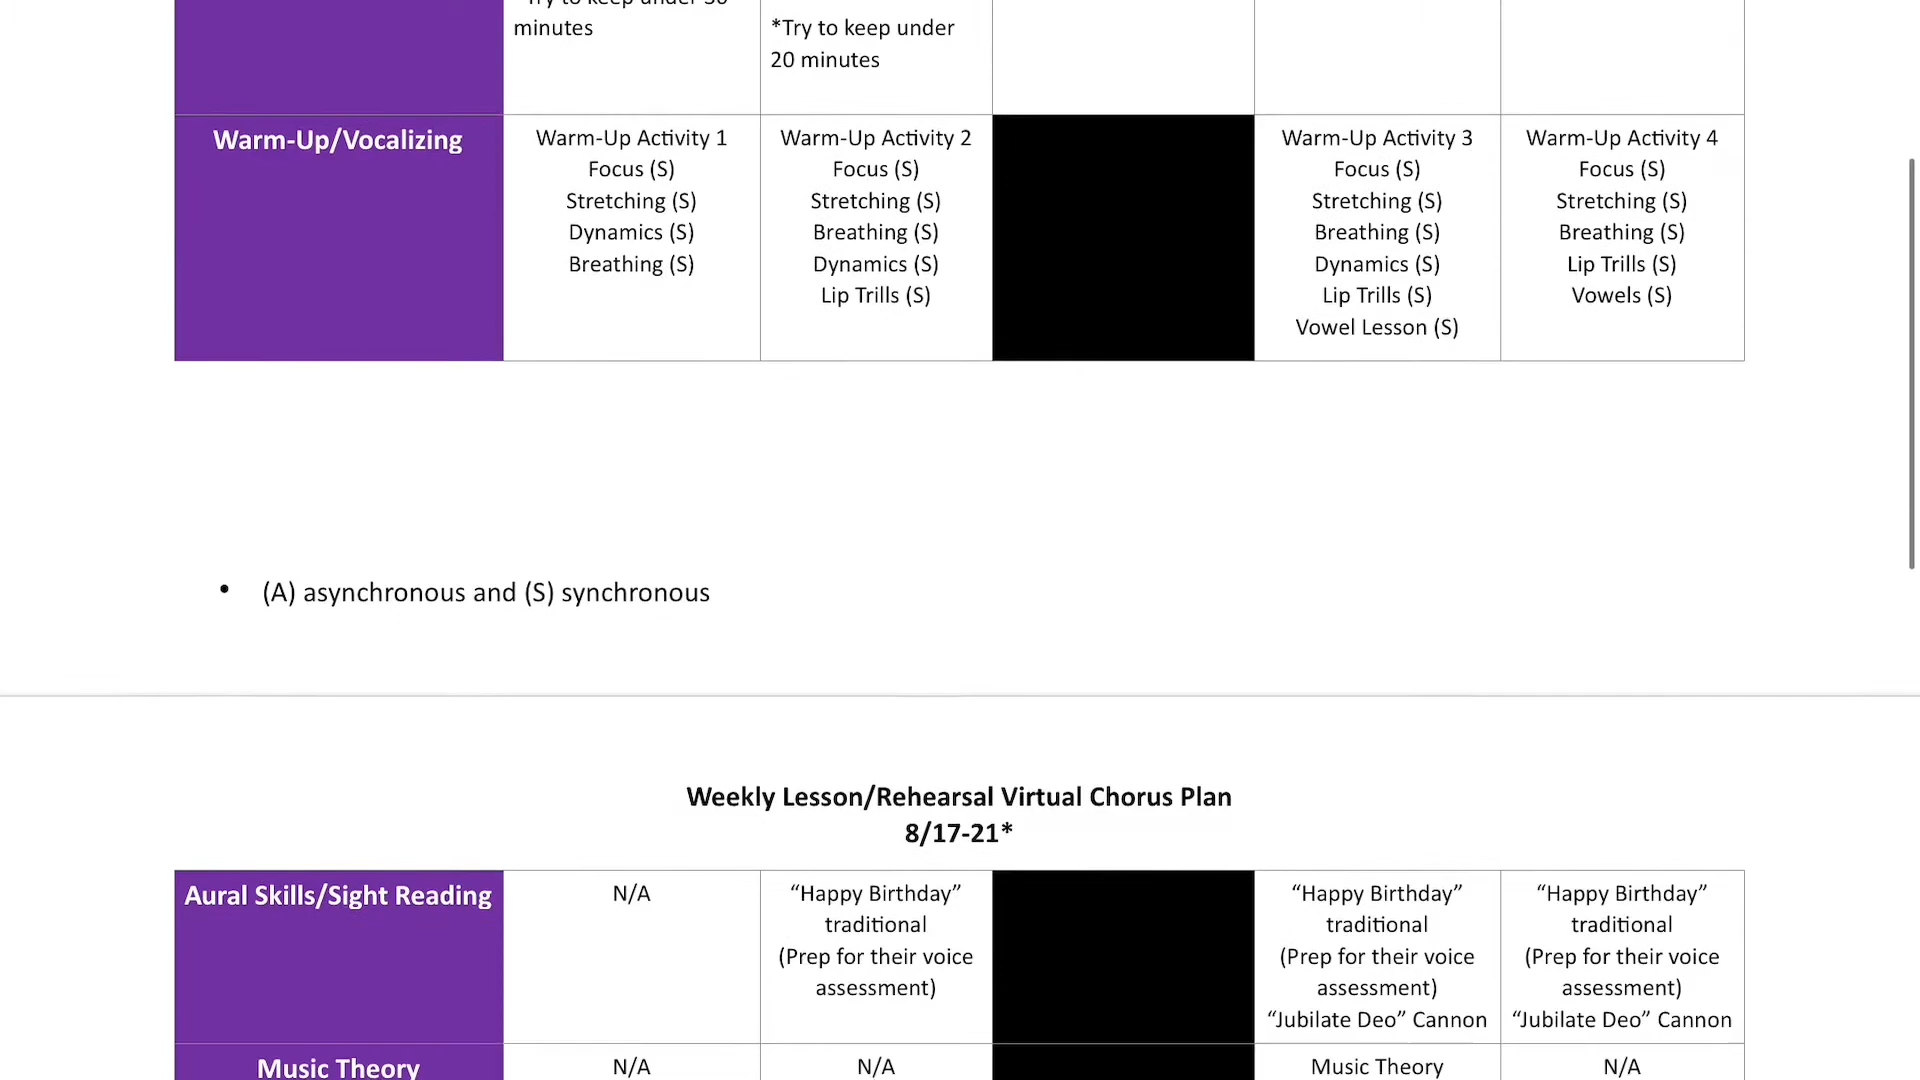 *Try to keep under 30
minutes
*Try to keep under
20 minutes
Warm-Up/Vocalizing
Warm-Up Activity 1
Focus (S)
Stretching (S)
Dynamics (S)
Breathing (S)
Warm-Up Activity 2
Focus (S)
Stretching (S)
Breathing (S)
Dynamics (S)
Lip Trills (S)
Warm-Up Activity 3
Focus (S)
Stretching (S)
Breathing (S)
Dynamics (S)
Lip Trills (S)
Vowel Lesson (S)
Warm-Up Activity 4
Focus (S)
Stretching (S)
Breathing (S)
Lip Trills (S)
Vowels (S)
• (A) asynchronous and (S) synchronous
Weekly Lesson/Rehearsal Virtual Chorus Plan
8/17-21*
Aural Skills/Sight Reading
N/A
“Happy Birthday”
traditional
(Prep for their voice
assessment)
“Happy Birthday”
traditional
(Prep for their voice
assessment)
“Jubilate Deo” Cannon
“Happy Birthday”
traditional
(Prep for their voice
assessment)
“Jubilate Deo” Cannon
Music Theory
N/A
N/A
Music Theory
N/A